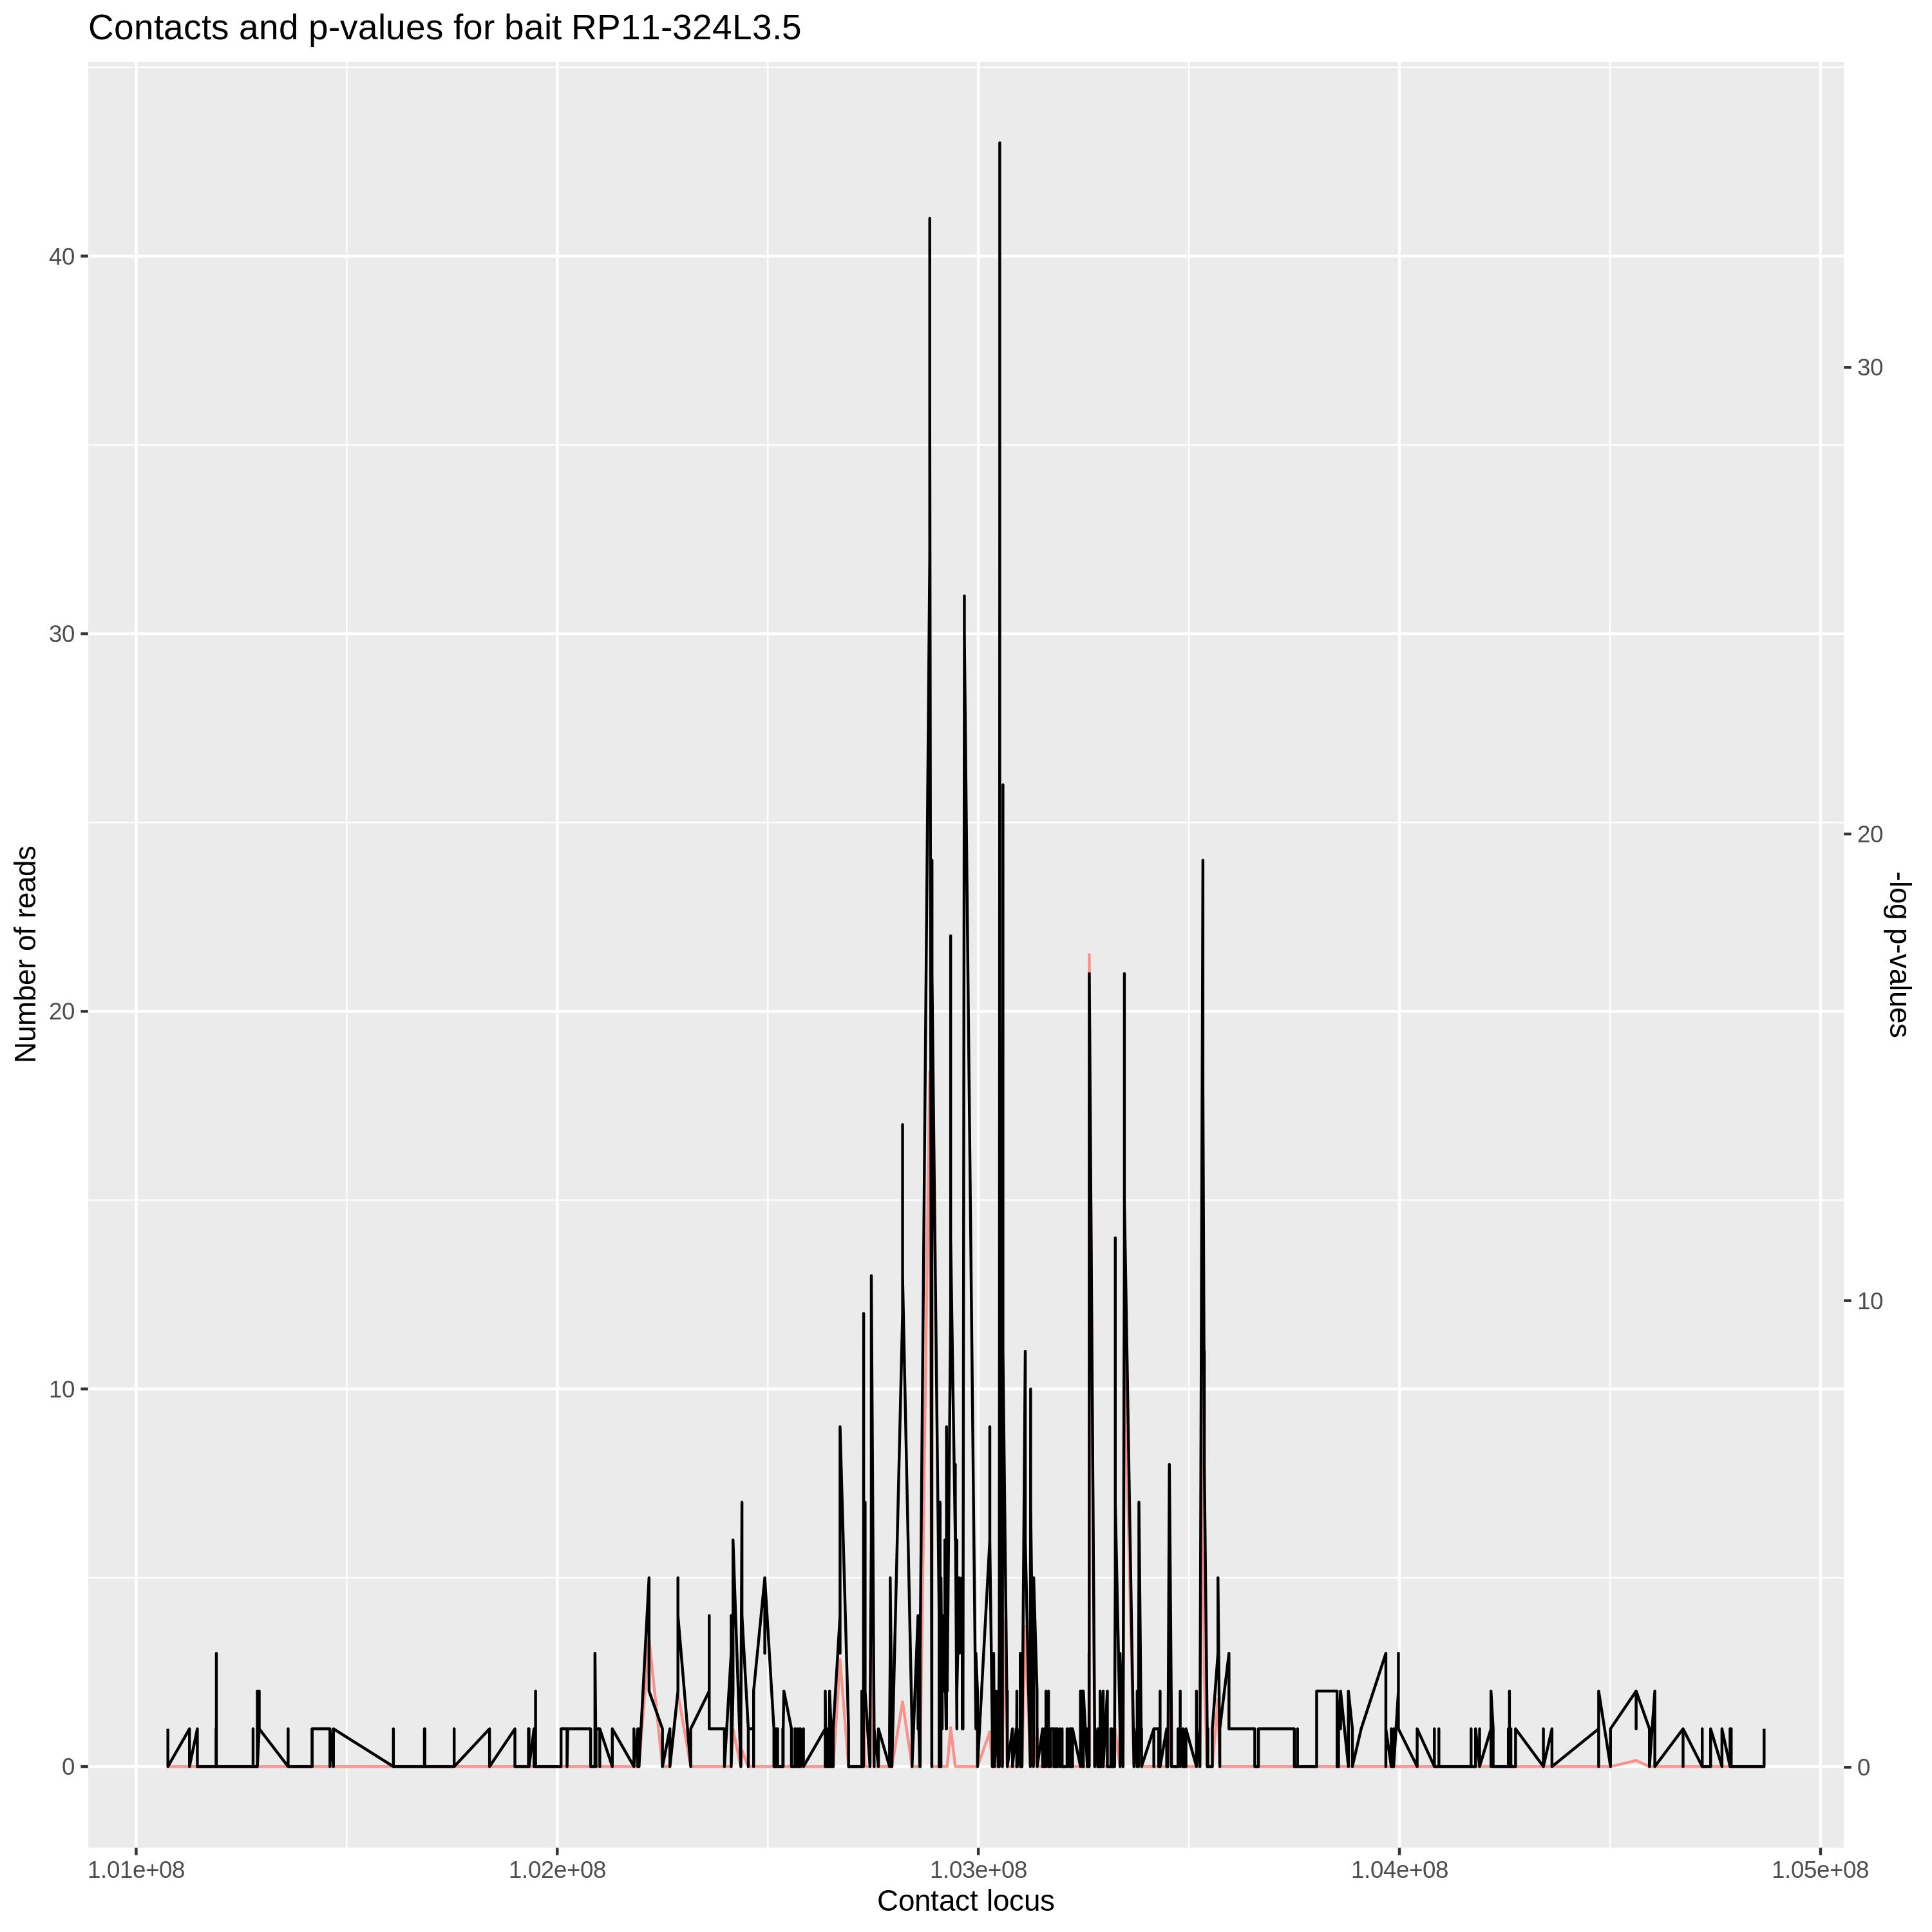 Contacts and p-values for bait RP11-324L3.5
40
30
20
10
0
Number of reads
30
20
10
0
-log p-values
1.01e+08 1.02e+08 1.03e+08 1.04e+08 1.05e+08
Contact locus